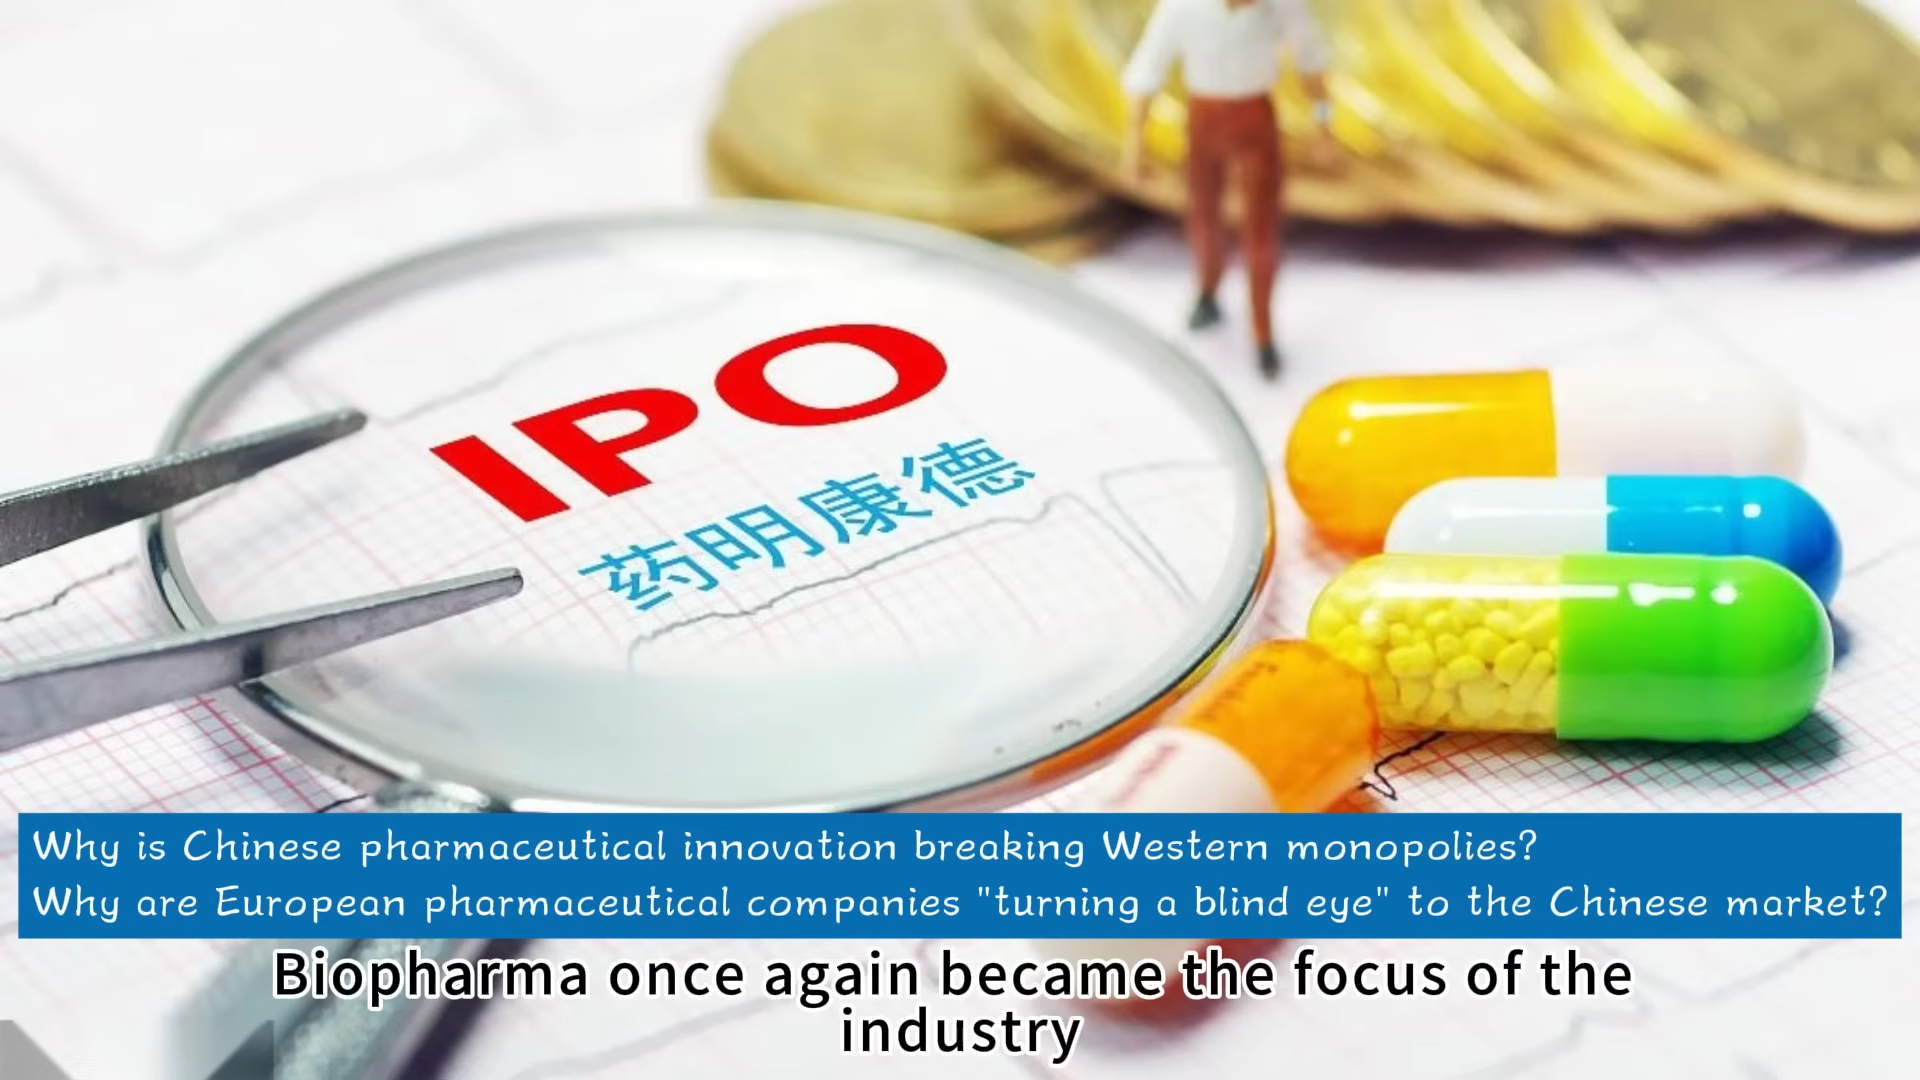 IPO
药明康德
Why is Chinese pharmaceutical innovation breaking Western monopolies?
Why are European pharmaceutical companies "turning a blind eye" to the Chinese market?
Biopharma once again became the focus of the
industry